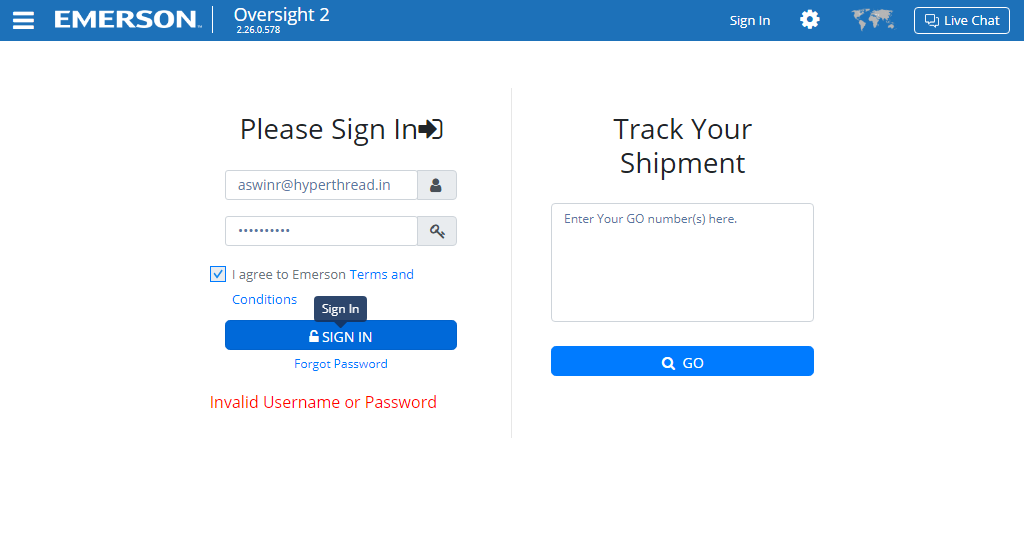 EMERSON
Oversight 2
2.26.0.578
Sign In
Live Chat
Please Sign In
aswinr@hyperthread.in
I agree to Emerson Terms and
Conditions
Sign In
SIGN IN
Forgot Password
Invalid Username or Password
Track Your
Shipment
Enter Your GO number(s) here.
GO